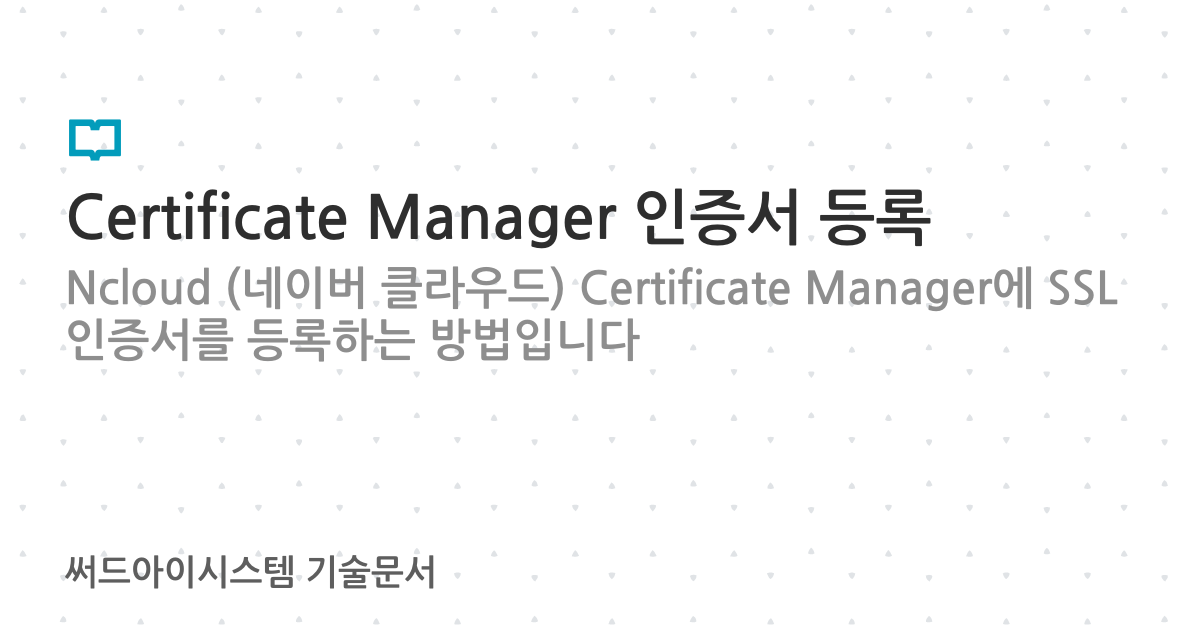 Certificate Manager 인증서 등록
Ncloud (네이버 클라우드) Certificate Manager에 SSL
인증서를 등록하는 방법입니다
써드아이시스템 기술문서